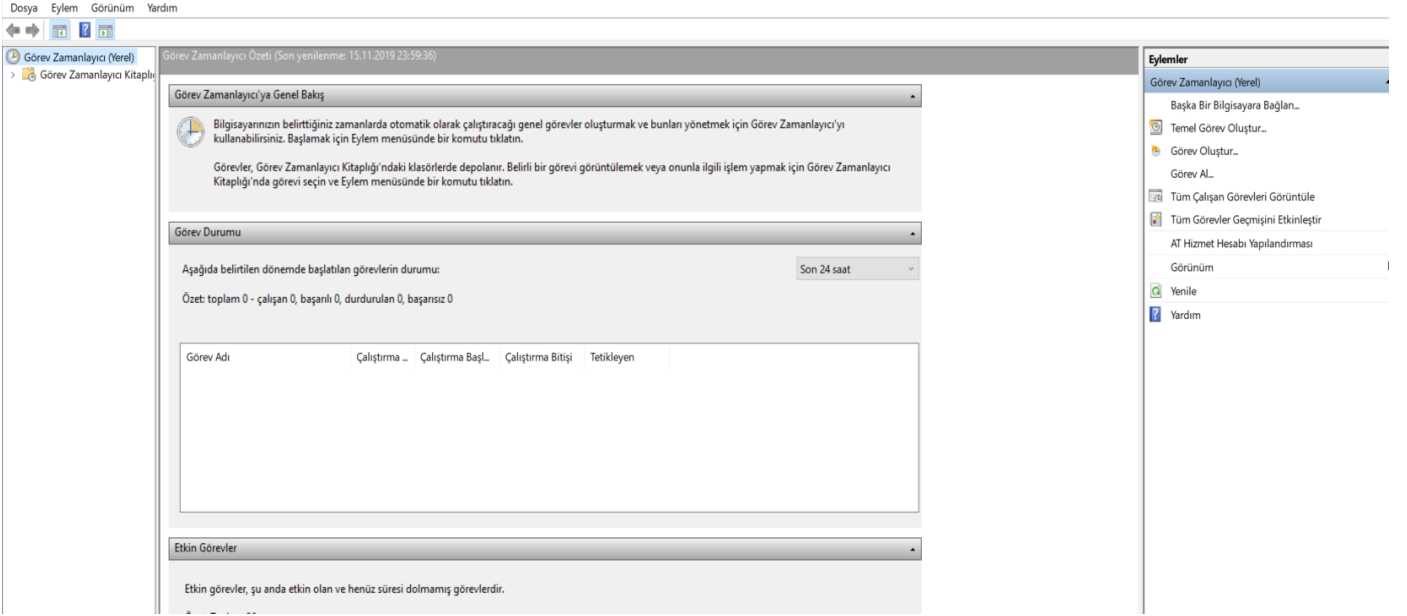 Dosya Eylem Görünüm Yardım
Görev Zamanlayıcı (Yerel)
Görev Zamanlayıcı
Görev Zamanlayıcı Özeti (Son yenilenme: 15.11.2019 23:59:36)
Görev Zamanlayıcı'ya Genel Bakış
Bilgisayarınızın belirttiğiniz zamanlarda otomatik olarak çalıştıracağı genel görevler oluşturmak ve bunları yönetmek için Görev Zamanlayıcı'yı
kullanabilirsiniz. Başlamak için Eylem menüsünde bir komutu tıklatın.
Görevler, Görev Zamanlayıcı Kitaplığı'ndaki klasörlerde depolanır. Belirli bir görevi görüntülemek veya onunla ilgili işlem yapmak için Görev Zamanlayıcı
Kitaplığı'nda görevi seçin ve Eylem menüsünde bir komutu tıklatın.
Görev Durumu
Aşağıda belirtilen dönemde başlatılan görevlerin durumu:
Son 24 saat
Özet: toplam 0 - çalışan 0, başarılı 0, durdurulan 0, başarısız 0
Görev Adı
Çalıştırma ...
Çalıştırma Başl...
Çalıştırma Bitişi
Tetikleyen
Etkin Görevler
Etkin görevler, şu anda etkin olan ve henüz süresi dolmamış görevlerdir.
Eylemler
Görev Zamanlayıcı (Yerel)
Başka Bir Bilgisayara Bağlan...
Temel Görev Oluştur...
Görev Oluştur...
Görev Al...
Tüm Çalışan Görevleri Görüntüle
Tüm Görevler Geçmişini Etkinleştir
AT Hizmet Hesabı Yapılandırması
Görünüm
Yenile
Yardım